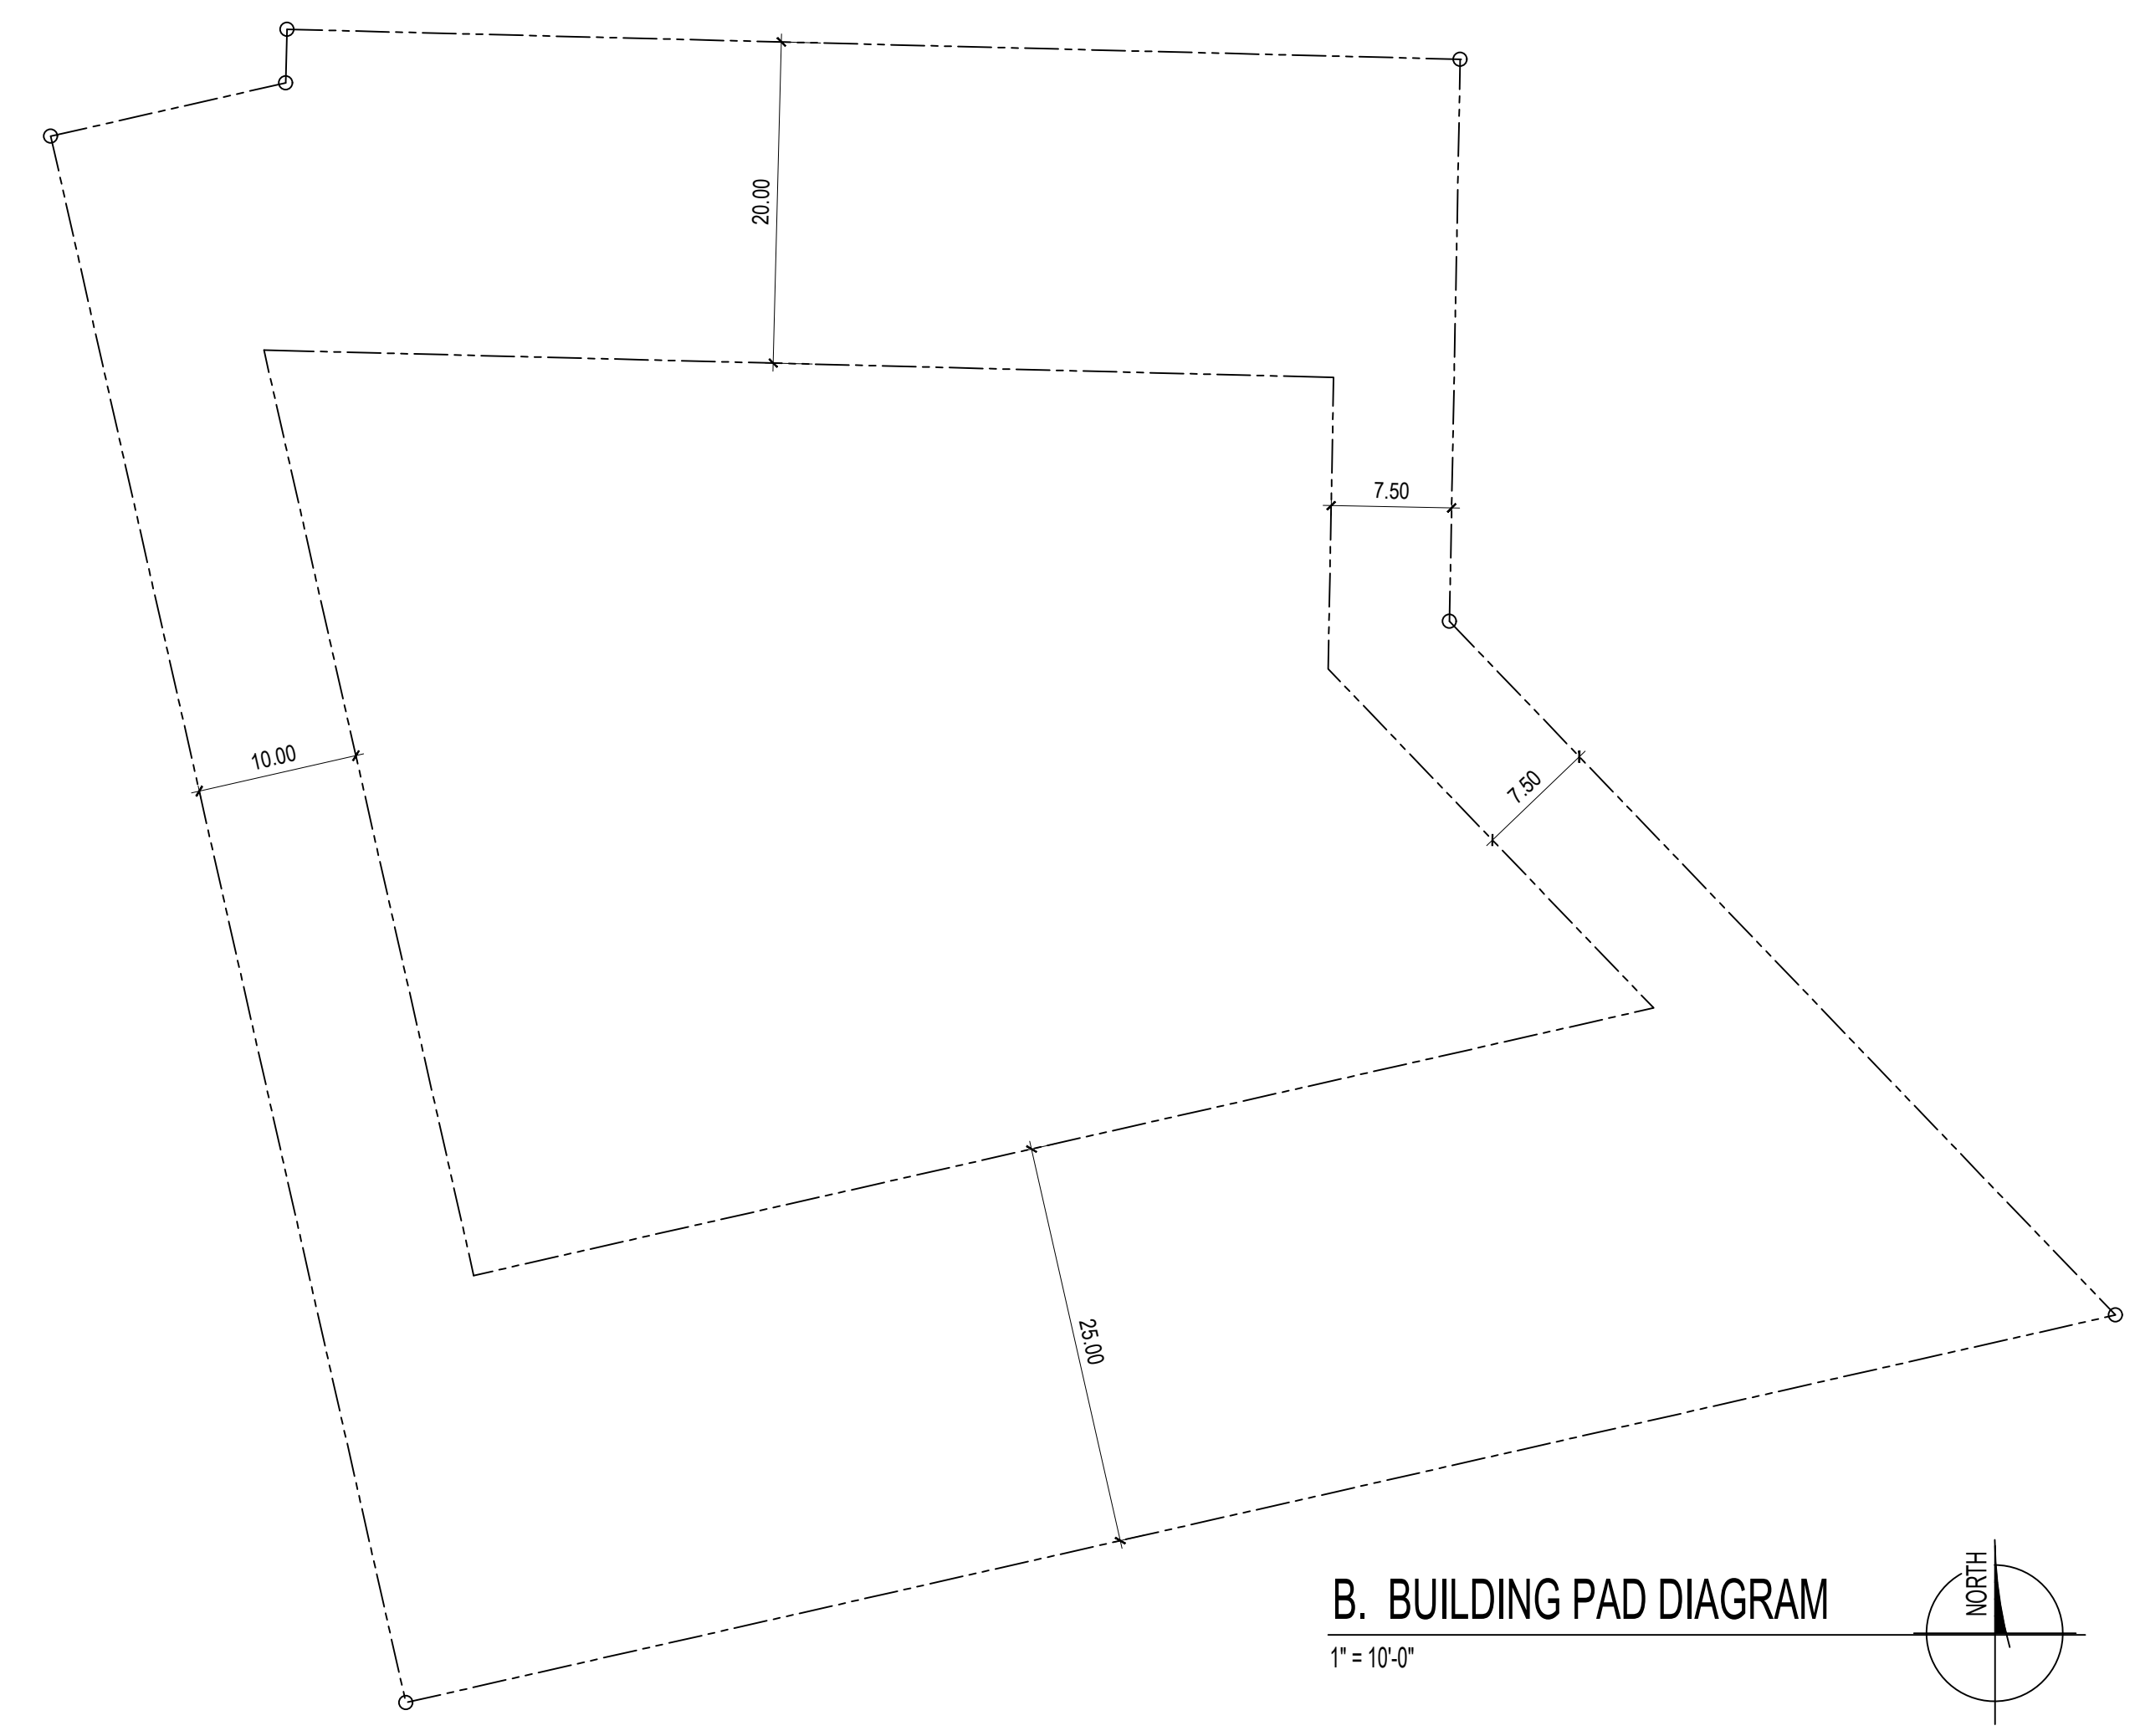 20.00
7.50
10.00
7.50
25.00
NORTH
B. BUILDING PAD DIAGRAM
1" = 10'-0"